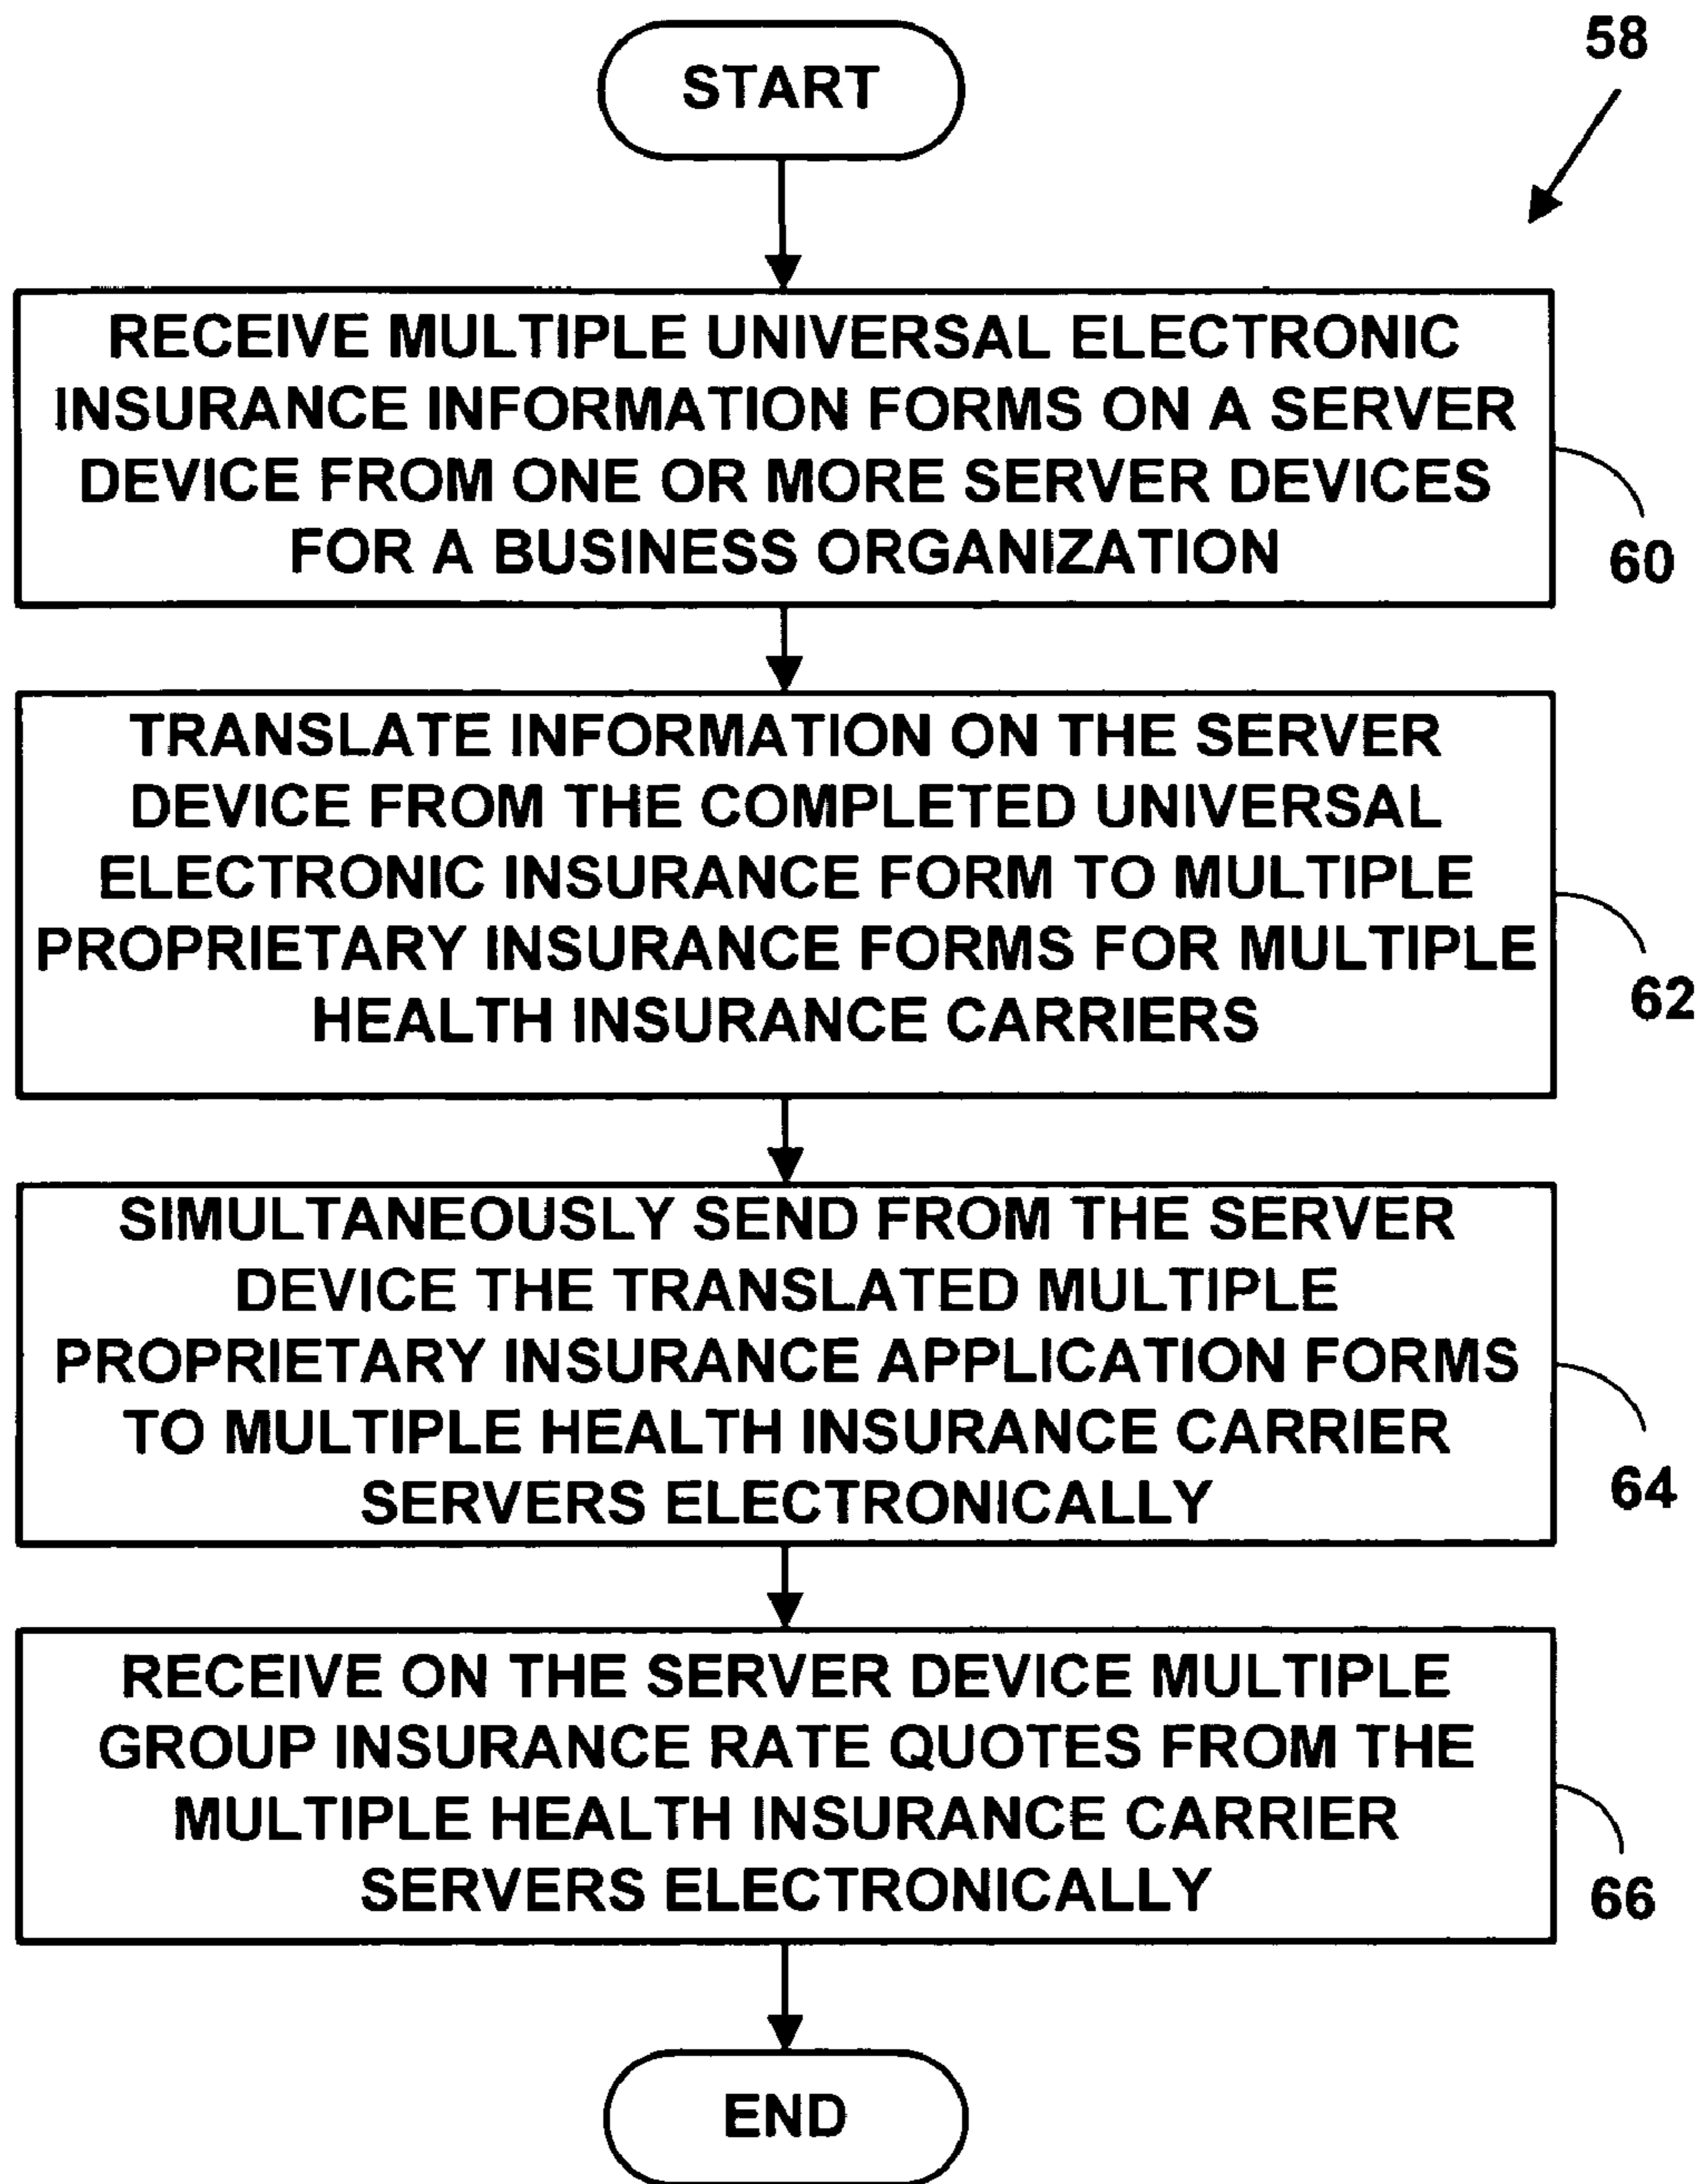 START
58
RECEIVE MULTIPLE UNIVERSAL ELECTRONIC
INSURANCE INFORMATION FORMS ON A SERVER
DEVICE FROM ONE OR MORE SERVER DEVICES
FOR A BUSINESS ORGANIZATION
60
TRANSLATE INFORMATION ON THE SERVER
DEVICE FROM THE COMPLETED UNIVERSAL
ELECTRONIC INSURANCE FORM TO MULTIPLE
PROPRIETARY INSURANCE FORMS FOR MULTIPLE
HEALTH INSURANCE CARRIERS
62
SIMULTANEOUSLY SEND FROM THE SERVER
DEVICE THE TRANSLATED MULTIPLE
PROPRIETARY INSURANCE APPLICATION FORMS
TO MULTIPLE HEALTH INSURANCE CARRIER
SERVERS ELECTRONICALLY
64
RECEIVE ON THE SERVER DEVICE MULTIPLE
GROUP INSURANCE RATE QUOTES FROM THE
MULTIPLE HEALTH INSURANCE CARRIER
SERVERS ELECTRONICALLY
66
END